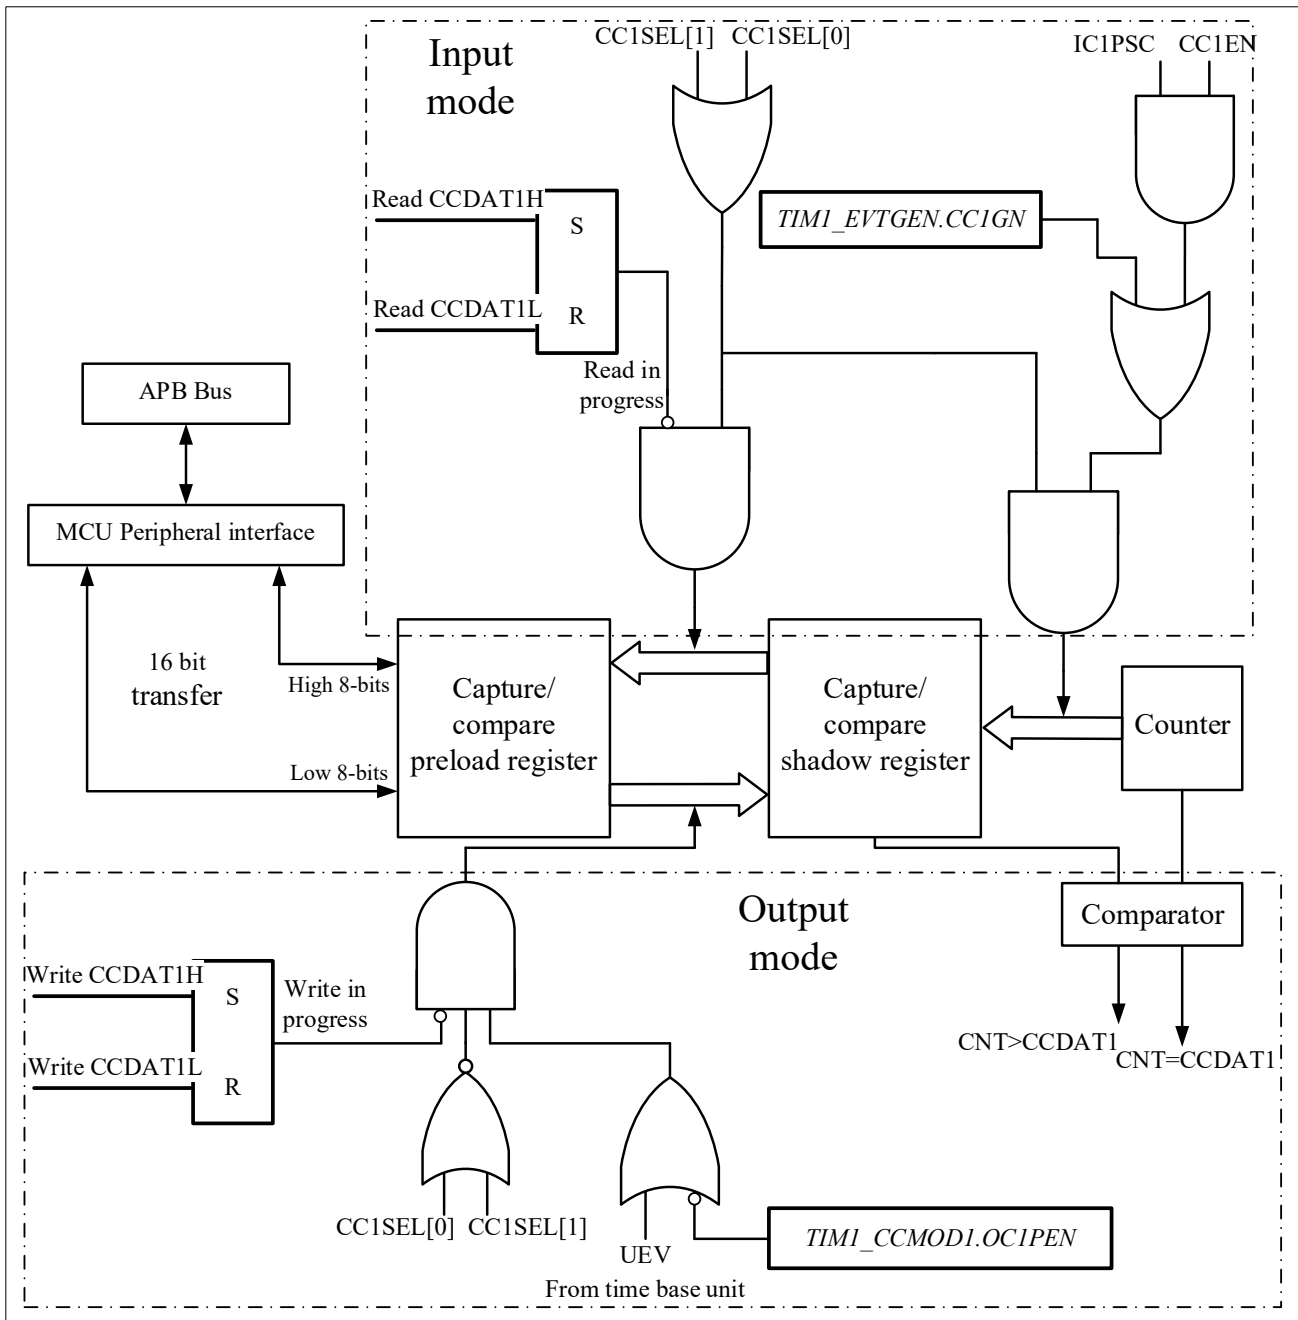 Input
mode
CC1SEL[1]
CC1SEL[0]
IC1PSC
CC1EN
Read CCDAT1H
S
TIM1_EVTGEN.CC1GN
Read CCDAT1L
R
Read in
progress
APB Bus
MCU Peripheral interface
16 bit
transfer
High 8-bits
Low 8-bits
Capture/
compare
preload register
Capture/
compare
shadow register
Counter
Output
mode
Comparator
Write CCDAT1H
S
Write in
progress
Write CCDAT1L
R
CNT>CCDAT1
CNT=CCDAT1
CC1SEL[0]
CC1SEL[1]
UEV
From time base unit
TIM1_CCMOD1.OC1PEN